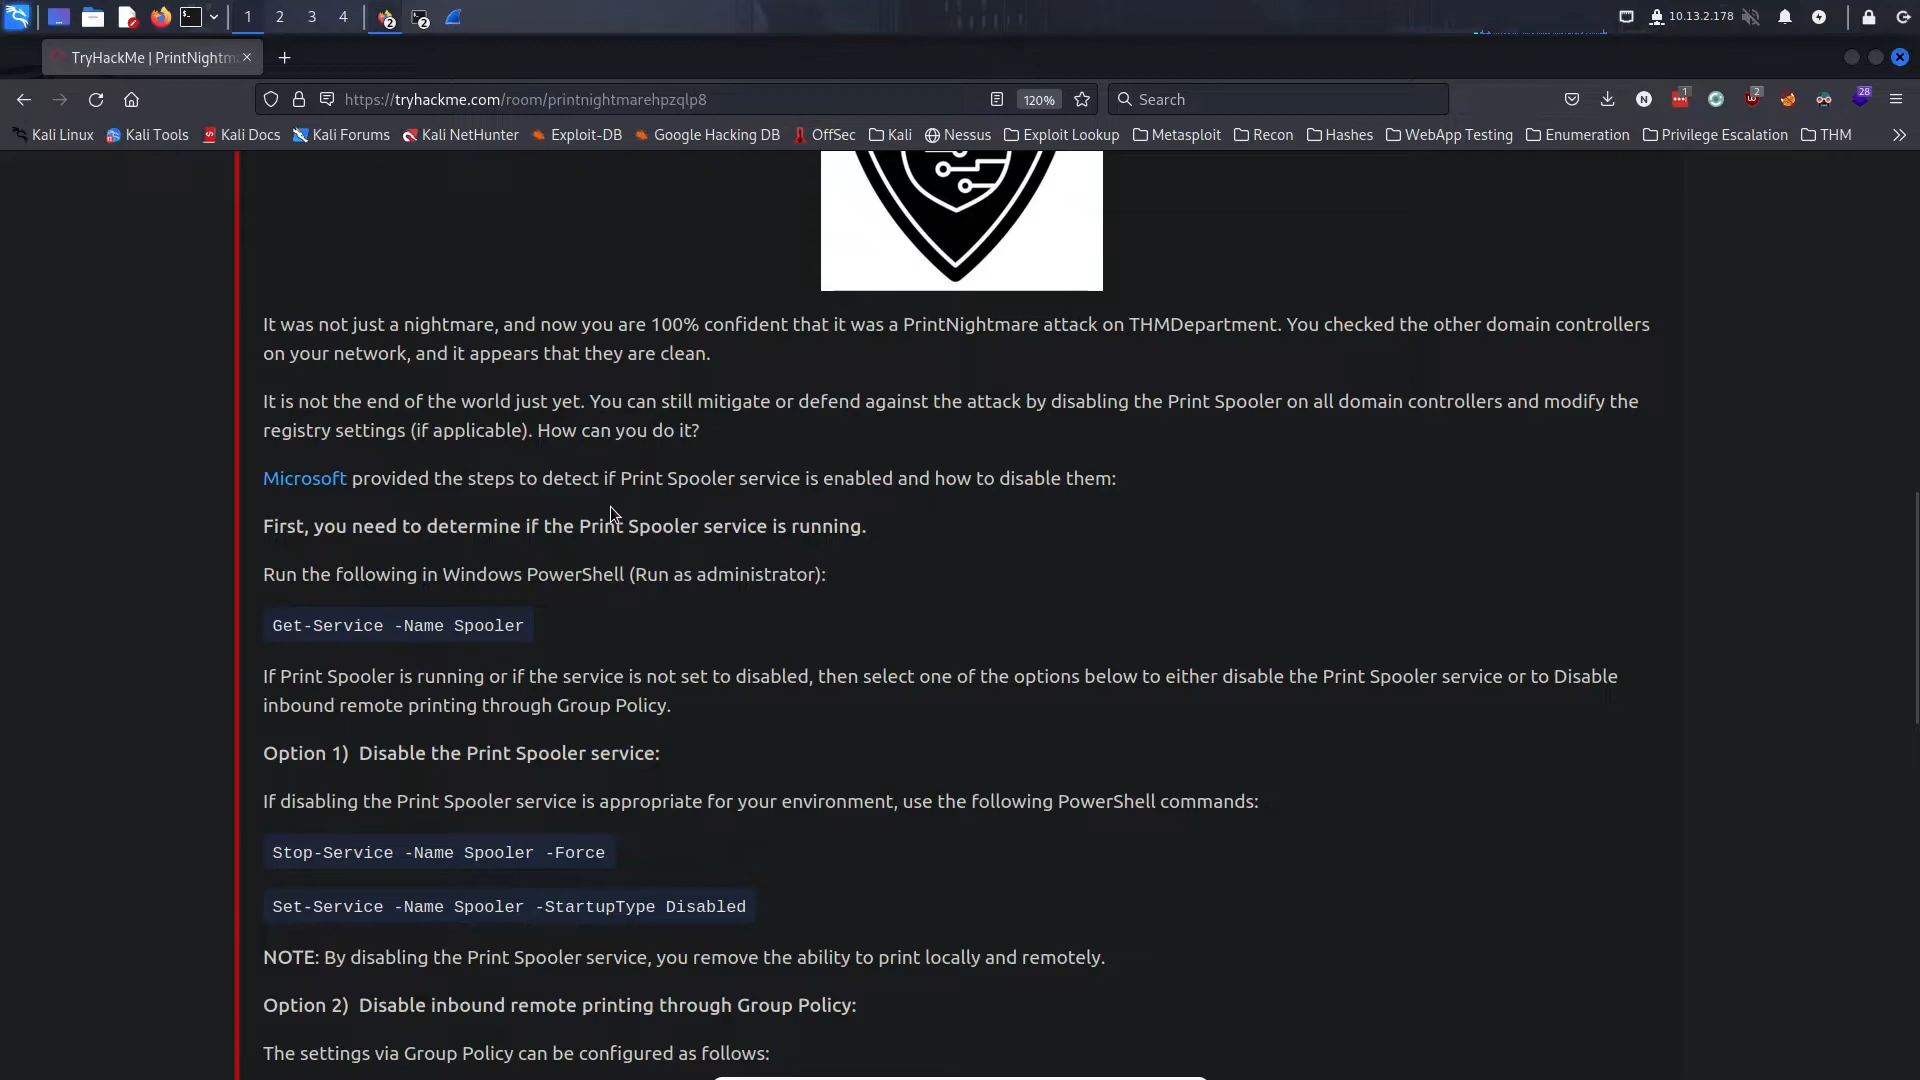 1 2 3 4 2 2 10.13.2.178
TryHackMe | PrintNightm
https://tryhackme.com/room/printnightmarehpzqlp8 120% Search 1 2 28
Kali Linux Kali Tools Kali Docs Kali Forums Kali NetHunter Exploit-DB Google Hacking DB OffSec Kali Nessus Exploit Lookup Metasploit Recon Hashes WebApp Testing Enumeration Privilege Escalation THM
It was not just a nightmare, and now you are 100% confident that it was a PrintNightmare attack on THMDepartment. You checked the other domain controllers
on your network, and it appears that they are clean.
It is not the end of the world just yet. You can still mitigate or defend against the attack by disabling the Print Spooler on all domain controllers and modify the
registry settings (if applicable). How can you do it?
Microsoft provided the steps to detect if Print Spooler service is enabled and how to disable them:
First, you need to determine if the Print Spooler service is running.
Run the following in Windows PowerShell (Run as administrator):
Get-Service -Name Spooler
If Print Spooler is running or if the service is not set to disabled, then select one of the options below to either disable the Print Spooler service or to Disable
inbound remote printing through Group Policy.
Option 1) Disable the Print Spooler service:
If disabling the Print Spooler service is appropriate for your environment, use the following PowerShell commands:
Stop-Service -Name Spooler -Force
Set-Service -Name Spooler -StartupType Disabled
NOTE: By disabling the Print Spooler service, you remove the ability to print locally and remotely.
Option 2) Disable inbound remote printing through Group Policy:
The settings via Group Policy can be configured as follows: